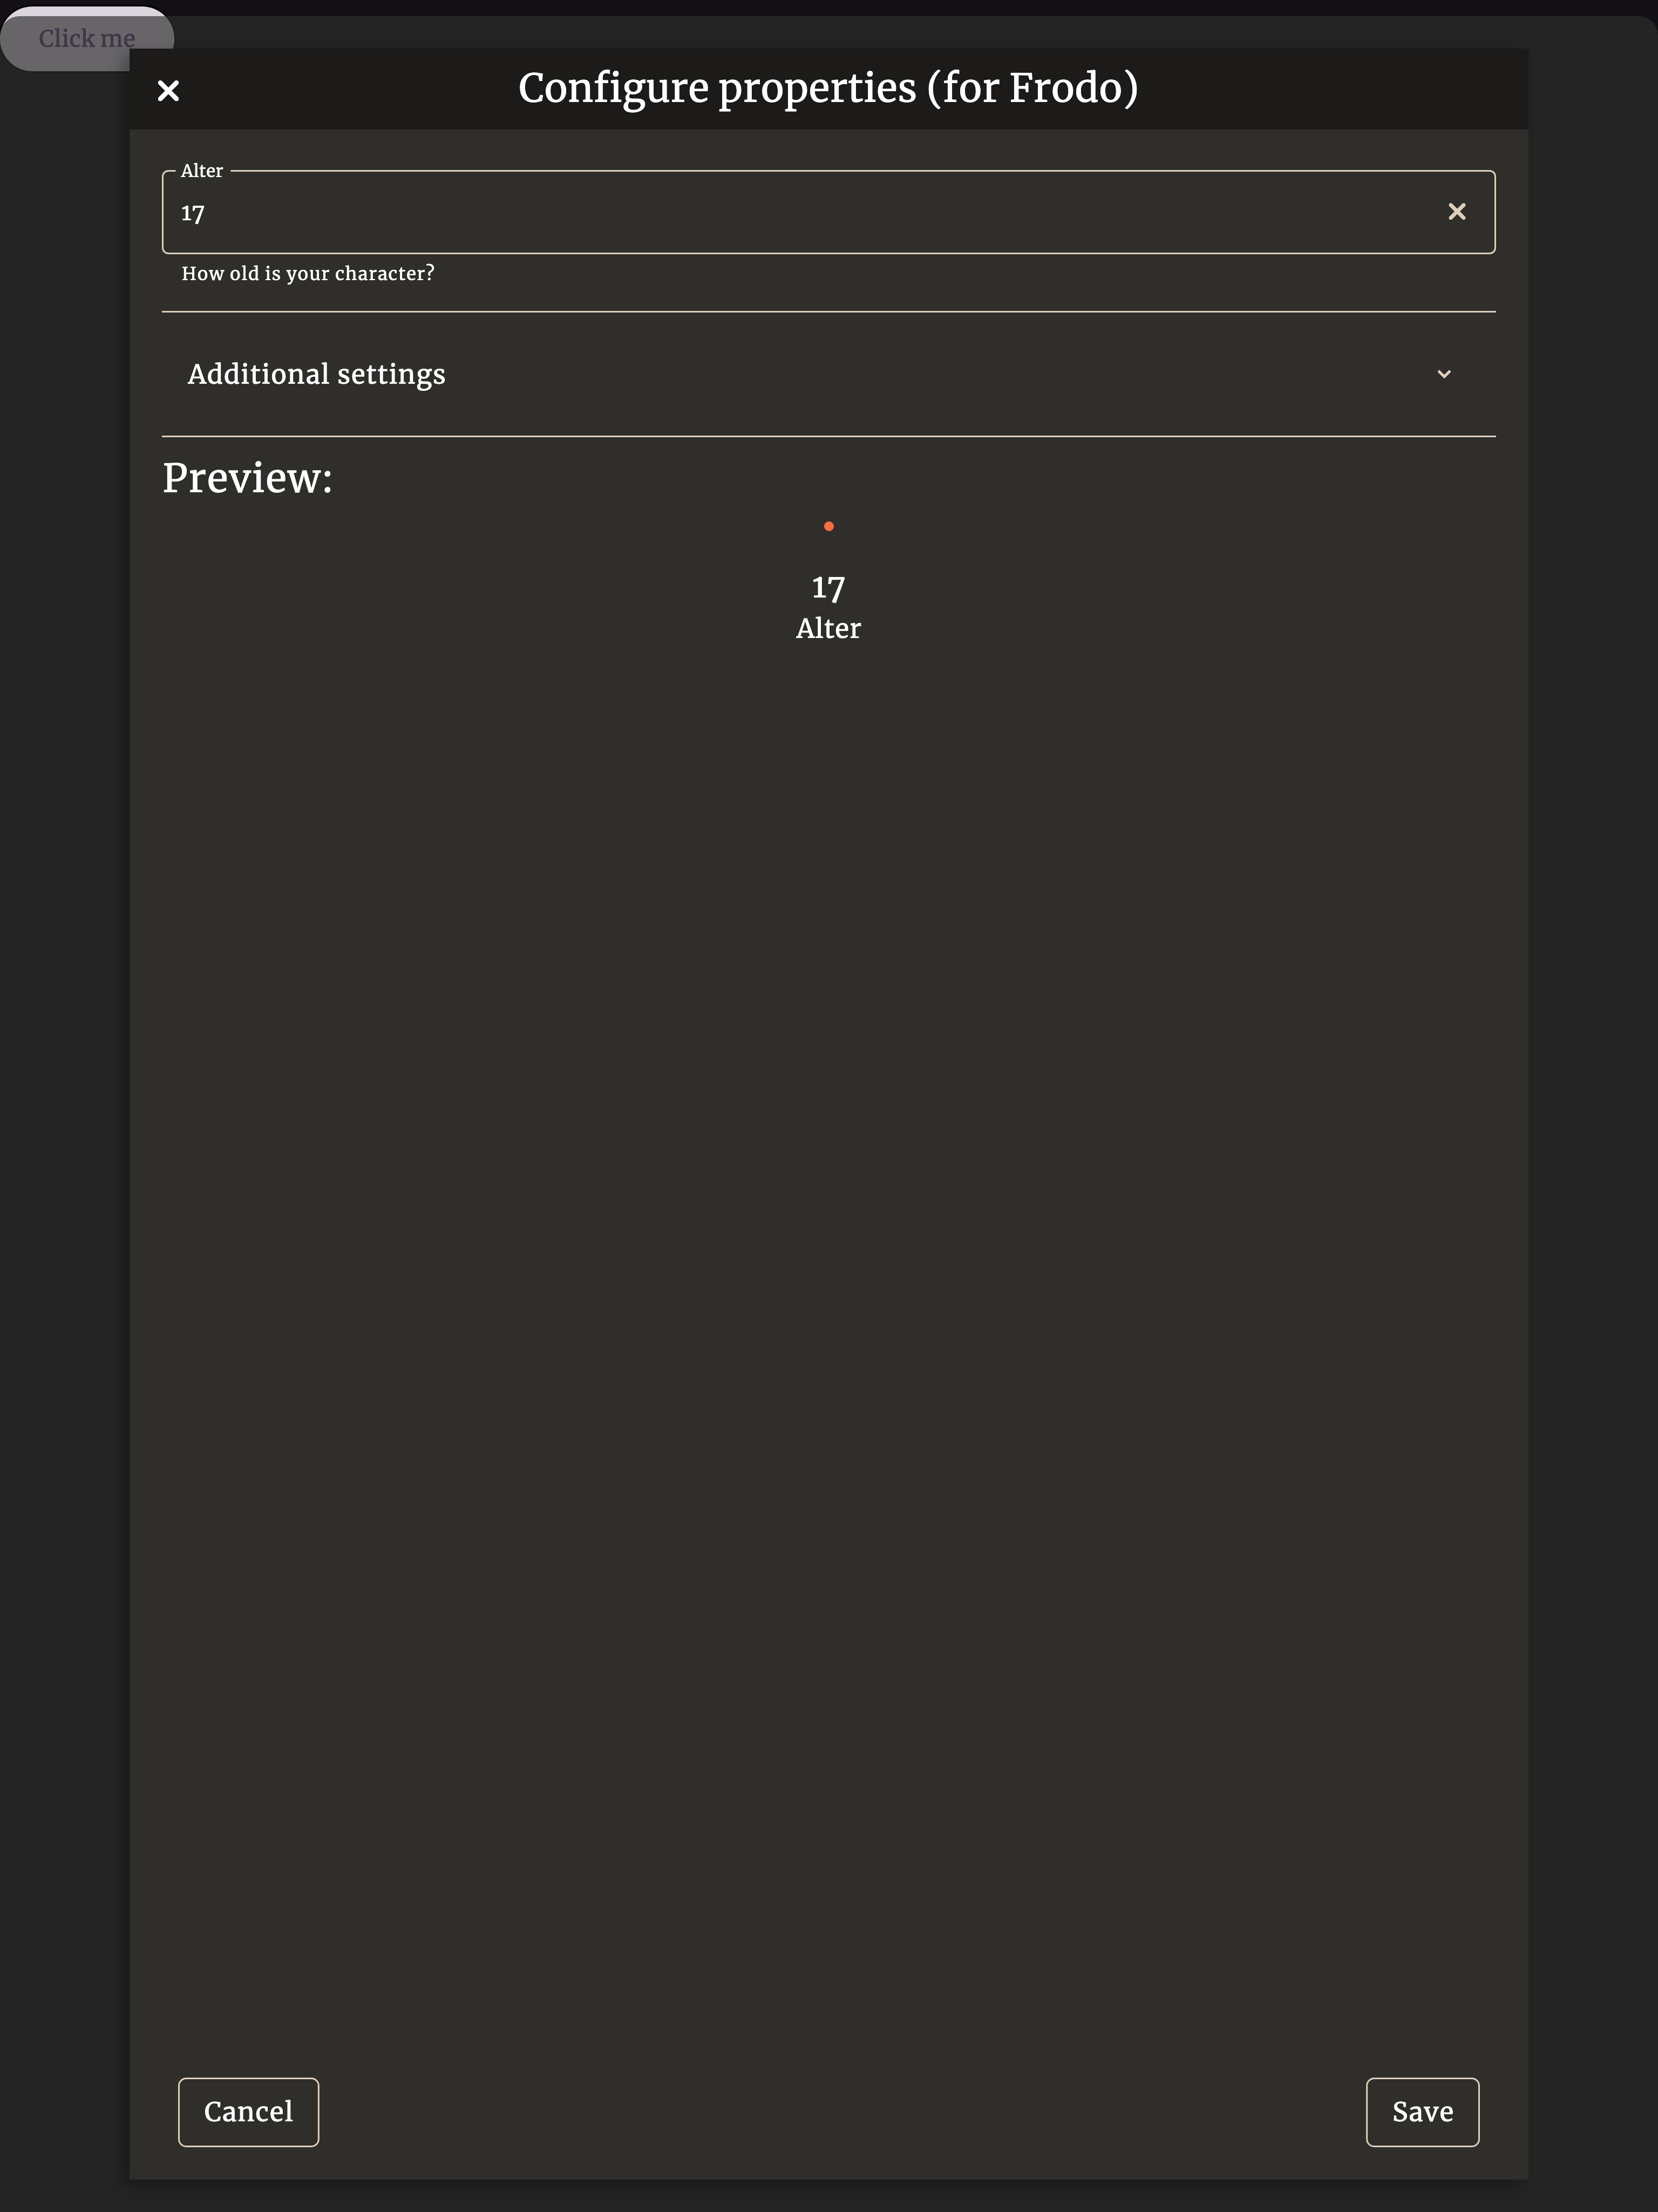 Click me
Configure properties (for Frodo)
Alter
17
How old is your character?
Additional settings
Preview:
17
Alter
Cancel
Save